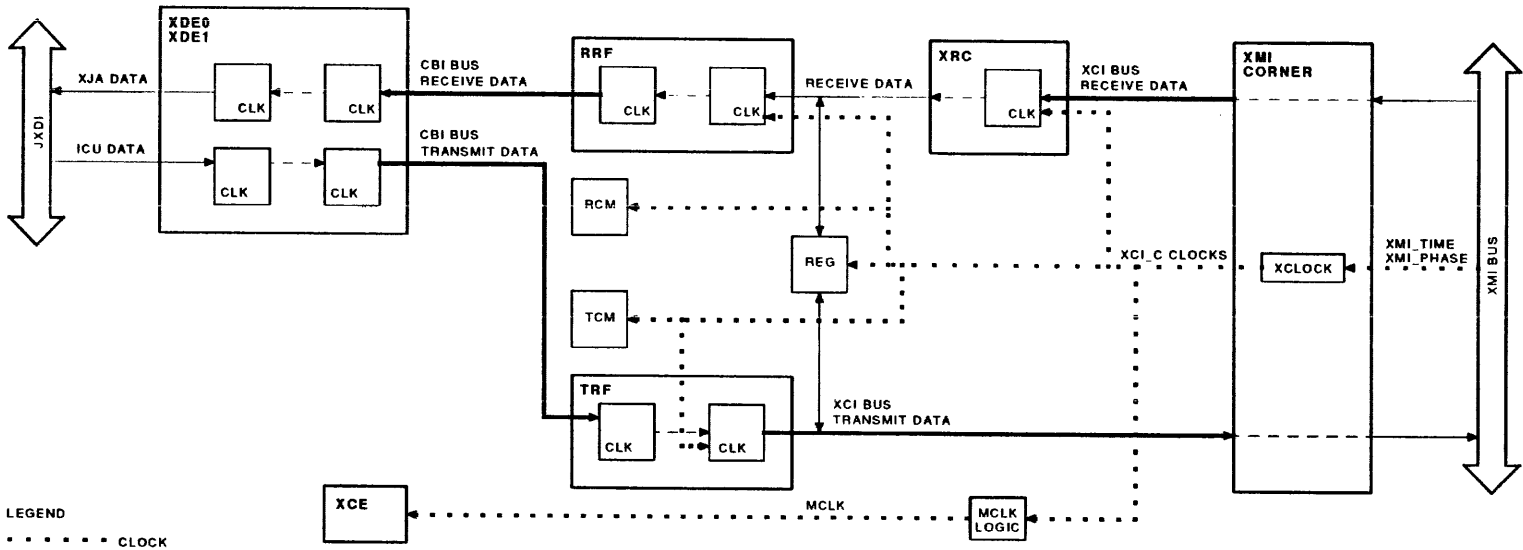 XDE0
XDE1
XJA DATA
CLK
CLK
CBI BUS
RECEIVE DATA
RRF
CLK
CLK
RECEIVE DATA
XRC
CLK
XCI BUS
RECEIVE DATA
XMI
CORNER
JXDI
ICU DATA
CLK
CLK
CBI BUS
TRANSMIT DATA
RCM
REG
XCI_C CLOCKS
XCLOCK
XMI_TIME
XMI_PHASE
XMI BUS
TCM
TRF
CLK
CLK
XCI BUS
TRANSMIT DATA
XCE
MCLK
MCLK
LOGIC
LEGEND
CLOCK